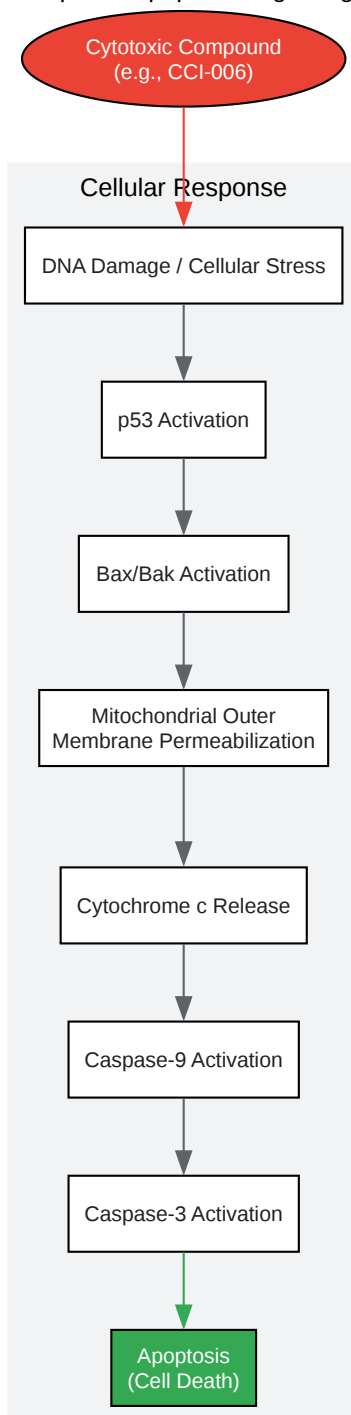 Cytotoxic Compound
(e.g., CCI-006)
Cellular Response
DNA Damage / Cellular Stress
p53 Activation
Bax/Bak Activation
Mitochondrial Outer
Membrane Permeabilization
Cytochrome c Release
Caspase-9 Activation
Caspase-3 Activation
Apoptosis
(Cell Death)